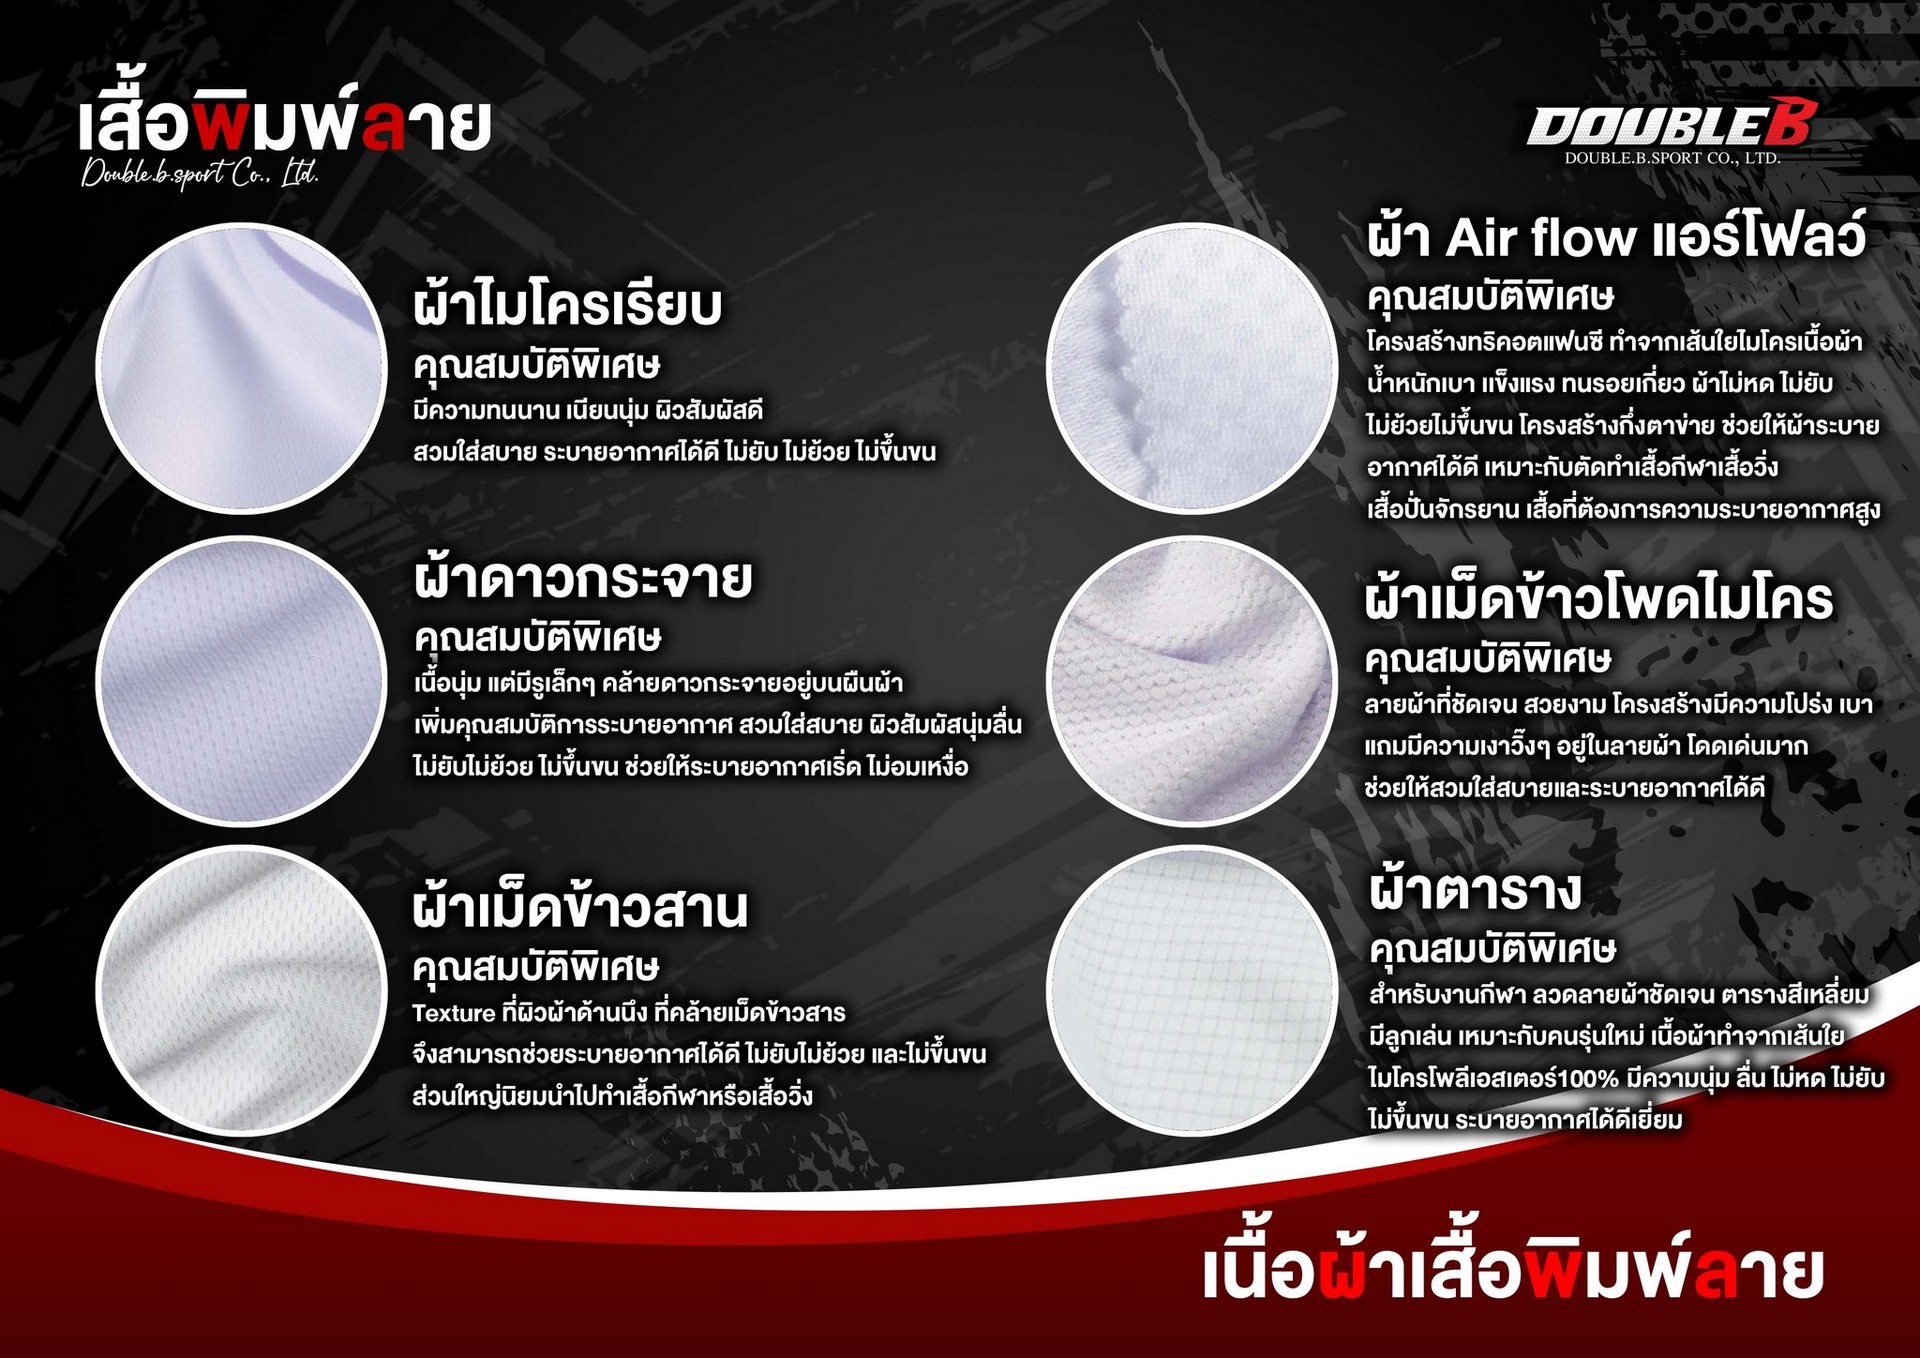 เสื้อพิมพ์ลาย
Double.b.sport Co., Ltd.
DOUBLEB
DOUBLE.B.SPORT CO., LTD.
ผ้าไมโครเรียบ
คุณสมบัติพิเศษ
มีความทนนาน เนียนนุ่ม ผิวสัมผัสดี
สวมใส่สบาย ระบายอากาศได้ดี ไม่ยับ ไม่ย้วย ไม่ขึ้นขน
ผ้าดาวกระจาย
คุณสมบัติพิเศษ
เนื้อนุ่ม แต่มีรูเล็กๆ คล้ายดาวกระจายอยู่บนผืนผ้า
เพิ่มคุณสมบัติการระบายอากาศ สวมใส่สบาย ผิวสัมผัสนุ่มลื่น
ไม่ยับไม่ย้วย ไม่ขึ้นขน ช่วยให้ระบายอากาศเริ่ด ไม่อมเหงื่อ
ผ้าเม็ดข้าวสาน
คุณสมบัติพิเศษ
Texture ที่ผิวผ้าด้านนึง ที่คล้ายเม็ดข้าวสาร
จึงสามารถช่วยระบายอากาศได้ดี ไม่ยับไม่ย้วย และไม่ขึ้นขน
ส่วนใหญ่นิยมนำไปทำเสื้อกีฬาหรือเสื้อวิ่ง
ผ้า Air flow แอร์โฟลว์
คุณสมบัติพิเศษ
โครงสร้างทริคอตแฟนซี ทำจากเส้นใยไมโครเนื้อผ้า
น้ำหนักเบา แข็งแรง ทนรอยเกี่ยว ผ้าไม่หด ไม่ยับ
ไม่ย้วยไม่ขึ้นขน โครงสร้างกึ่งตาข่าย ช่วยให้ผ้าระบาย
อากาศได้ดี เหมาะกับตัดทำเสื้อกีฬาเสื้อวิ่ง
เสื้อปั่นจักรยาน เสื้อที่ต้องการความระบายอากาศสูง
ผ้าเม็ดข้าวโพดไมโคร
คุณสมบัติพิเศษ
ลายผ้าที่ชัดเจน สวยงาม โครงสร้างมีความโปร่ง เบา
แถมมีความเงาวิ๊งๆ อยู่ในลายผ้า โดดเด่นมาก
ช่วยให้สวมใส่สบายและระบายอากาศได้ดี
ผ้าตาราง
คุณสมบัติพิเศษ
สำหรับงานกีฬา ลวดลายผ้าชัดเจน ตารางสีเหลี่ยม
มีลูกเล่น เหมาะกับคนรุ่นใหม่ เนื้อผ้าทำจากเส้นใย
ไมโครโพลีเอสเตอร์100% มีความนุ่ม ลื่น ไม่หด ไม่ยับ
ไม่ขึ้นขน ระบายอากาศได้ดีเยี่ยม
เนื้อผ้าเสื้อพิมพ์ลาย